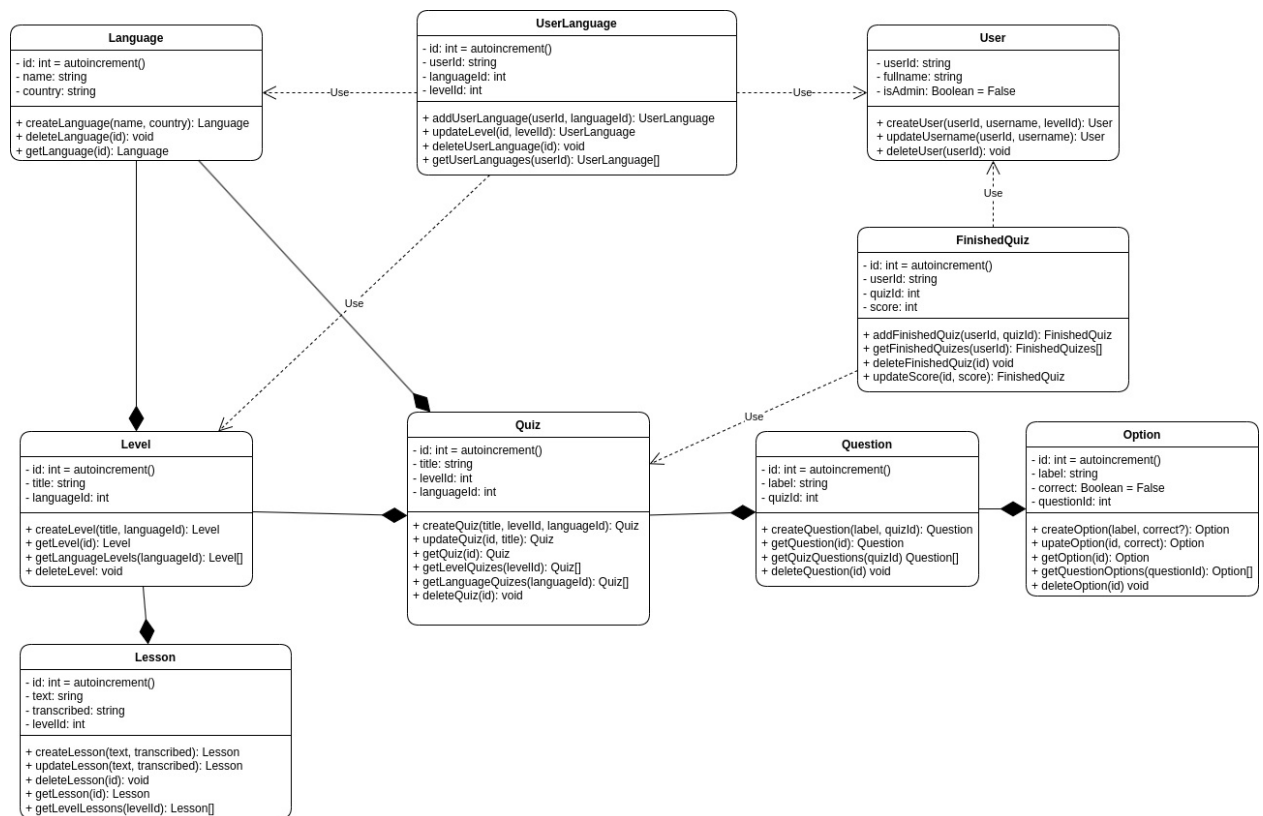 Language
- id: int = autoincrement()
- name: string
- country: string
+ createLanguage(name, country): Language
+ deleteLanguage(id): void
+ getLanguage(id): Language
UserLanguage
- id: int = autoincrement()
- userId: string
- languageId: int
- levelId: int
+ addUserLanguage(userId, languageId): UserLanguage
+ updateLevel(id, levelId): UserLanguage
+ deleteUserLanguage(id): void
+ getUserLanguages(userId): UserLanguage[]
User
- userId: string
- fullname: string
- isAdmin: Boolean = False
+ createUser(userId, username, levelId): User
+ updateUsername(userId, username): User
+ deleteUser(userId): void
Use
Use
Use
Use
FinishedQuiz
- id: int = autoincrement()
- userId: string
- quizId: int
- score: int
+ addFinishedQuiz(userId, quizId): FinishedQuiz
+ getFinishedQuizes(userId): FinishedQuizes[]
+ deleteFinishedQuiz(id) void
+ updateScore(id, score): FinishedQuiz
Use
Level
- id: int = autoincrement()
- title: string
- languageId: int
+ createLevel(title, languageId): Level
+ getLevel(id): Level
+ getLanguageLevels(languageId): Level[]
+ deleteLevel: void
Quiz
- id: int = autoincrement()
- title: string
- levelId: int
- languageId: int
+ createQuiz(title, levelId, languageId): Quiz
+ updateQuiz(id, title): Quiz
+ getQuiz(id): Quiz
+ getLevelQuizes(levelId): Quiz[]
+ getLanguageQuizes(languageId): Quiz[]
+ deleteQuiz(id): void
Question
- id: int = autoincrement()
- label: string
- quizId: int
+ createQuestion(label, quizId): Question
+ getQuestion(id): Question
+ getQuizQuestions(quizId) Question[]
+ deleteQuestion(id) void
Option
- id: int = autoincrement()
- label: string
- correct: Boolean = False
- questionId: int
+ createOption(label, correct?): Option
+ upateOption(id, correct): Option
+ getOption(id): Option
+ getQuestionOptions(questionId): Option[]
+ deleteOption(id) void
Lesson
- id: int = autoincrement()
- text: sring
- transcribed: string
- levelId: int
+ createLesson(text, transcribed): Lesson
+ updateLesson(text, transcribed): Lesson
+ deleteLesson(id): void
+ getLesson(id): Lesson
+ getLevelLessons(levelId): Lesson[]